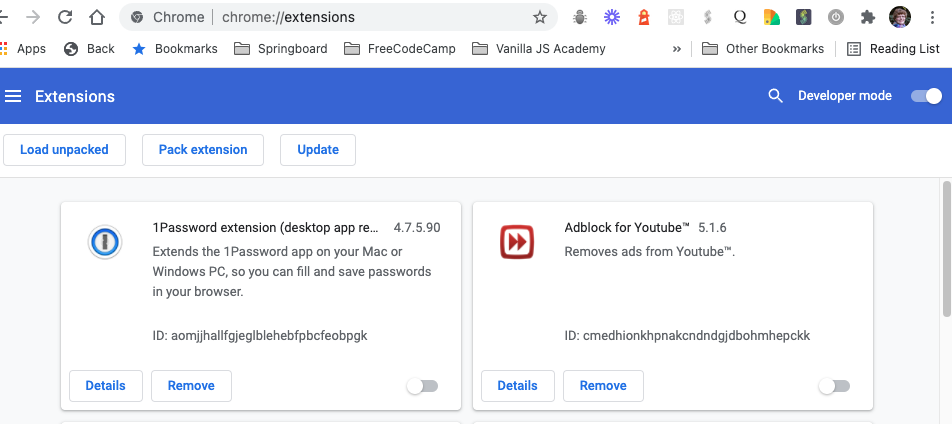 Chrome | chrome://extensions
Apps Back Bookmarks Springboard FreeCodeCamp Vanilla JS Academy » Other Bookmarks Reading List
Extensions Developer mode
Load unpacked Pack extension Update
1Password extension (desktop app re... 4.7.5.90
Extends the 1Password app on your Mac or
Windows PC, so you can fill and save passwords
in your browser.
ID: aomjjhallfgjeglblehebfpbcfeobpgk
Details Remove
Adblock for Youtube™ 5.1.6
Removes ads from Youtube™.
ID: cmedhionkhpnakcndndgjdbohmhepckk
Details Remove